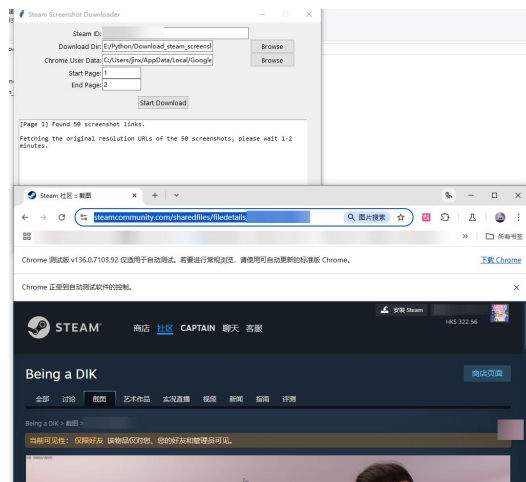 Steam Screenshot Downloader
Steam ID:
Download Dir: E:/Python/Download_steam_screensl Browse
Chrome User Data: C:/Users/jinx/AppData/Local/Google Browse
Start Page: 1
End Page: 2
Start Download
[Page 1] Found 50 screenshot links.
Fetching the original resolution URLs of the 50 screenshots, please wait 1-2
minutes.
Steam 社区 :: 截图
steamcommunity.com/sharedfiles/filedetails, 图片搜索
所有书签
Chrome 测试版 v136.0.7103.92 仅适用于自动测试。若要进行常规浏览，请使用可自动更新的标准版 Chrome。 下载 Chrome
Chrome 正受到自动测试软件的控制。
安装 Steam
STEAM 商店 社区 CAPTAIN 聊天 客服 HK$ 322.56
Being a DIK 商店页面
全部 讨论 截图 艺术作品 实况直播 视频 新闻 指南 评测
Being a DIK > 截图 >
当前可见性： 仅限好友 该物品仅对您、您的好友和管理员可见。